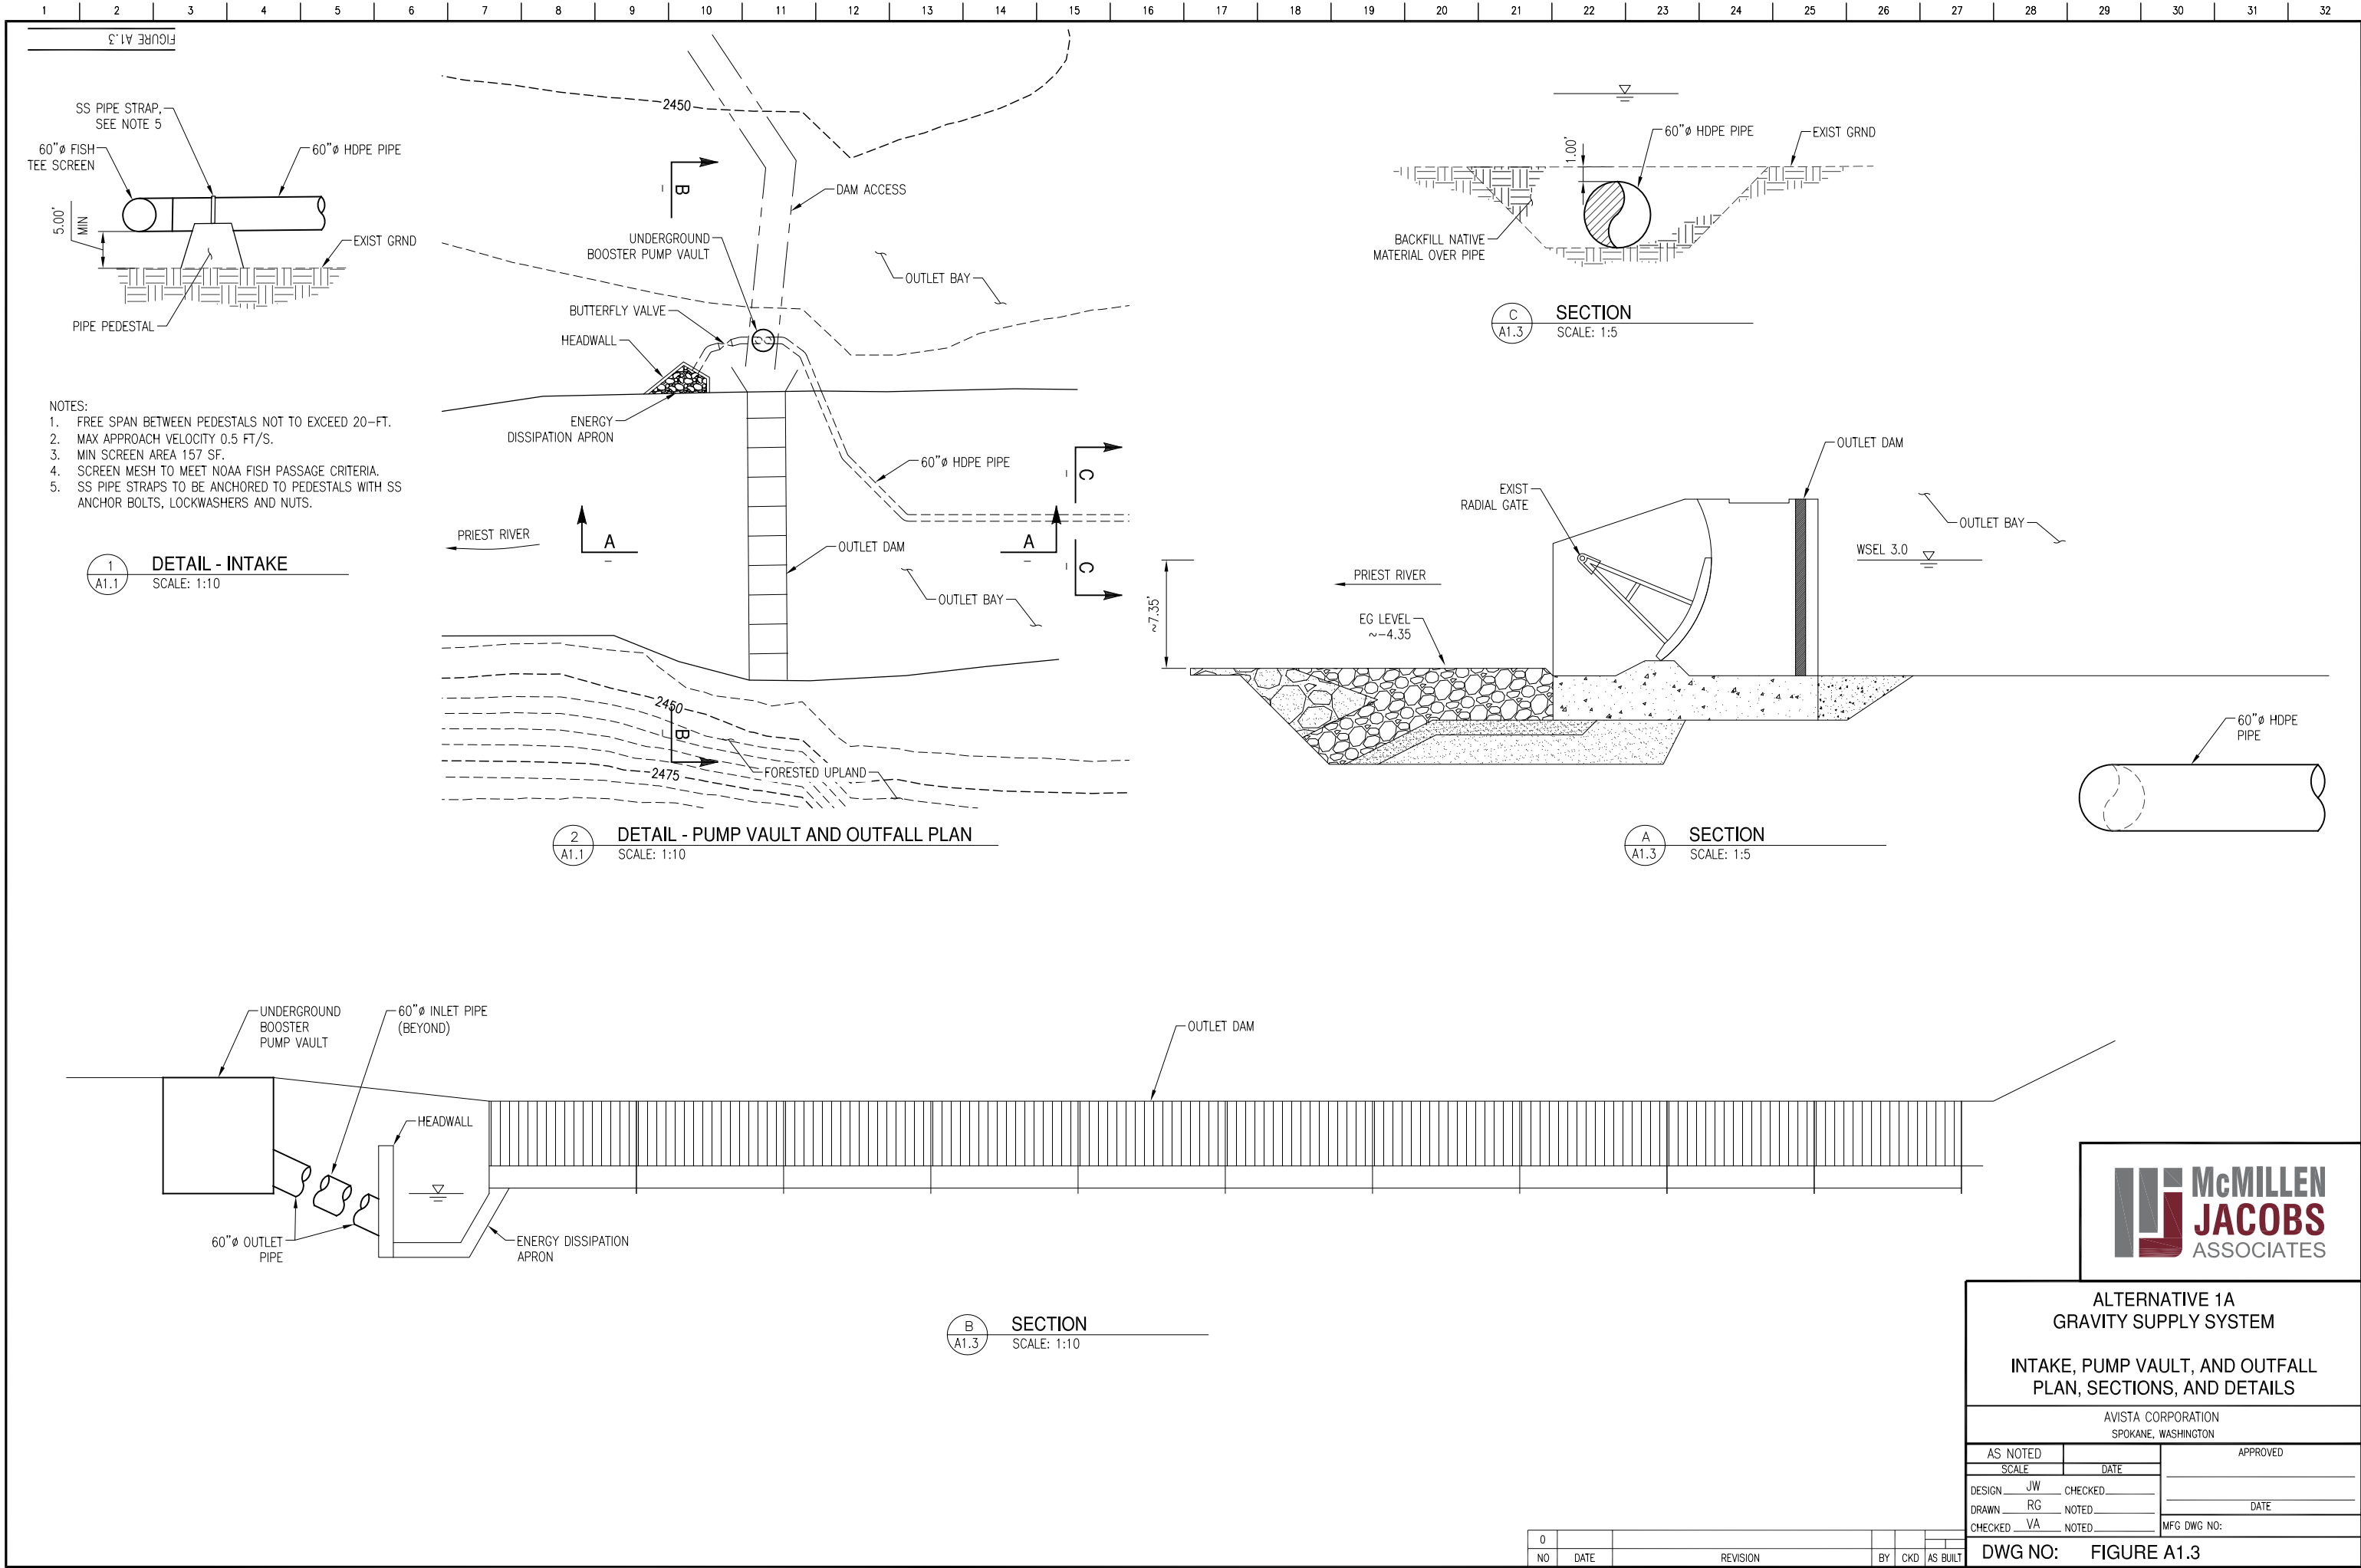 1 2 3 4 5 6 7 8 9 10 11 12 13 14 15 16 17 18 19 20 21 22 23 24 25 26 27 28 29 30 31 32
FIGURE A1.3
SS PIPE STRAP,
SEE NOTE 5
60"ø FISH
TEE SCREEN
60"ø HDPE PIPE
5.00'
MIN
EXIST GRND
PIPE PEDESTAL
NOTES:
1. FREE SPAN BETWEEN PEDESTALS NOT TO EXCEED 20-FT.
2. MAX APPROACH VELOCITY 0.5 FT/S.
3. MIN SCREEN AREA 157 SF.
4. SCREEN MESH TO MEET NOAA FISH PASSAGE CRITERIA.
5. SS PIPE STRAPS TO BE ANCHORED TO PEDESTALS WITH SS
ANCHOR BOLTS, LOCKWASHERS AND NUTS.
1
A1.1
DETAIL - INTAKE
SCALE: 1:10
2450
B
-
DAM ACCESS
UNDERGROUND
BOOSTER PUMP VAULT
OUTLET BAY
BUTTERFLY VALVE
HEADWALL
ENERGY
DISSIPATION APRON
60"ø HDPE PIPE
C
-
PRIEST RIVER
A
-
A
-
OUTLET DAM
C
-
OUTLET BAY
2450
B
-
FORESTED UPLAND
2475
2
A1.1
DETAIL - PUMP VAULT AND OUTFALL PLAN
SCALE: 1:10
60"ø HDPE PIPE
EXIST GRND
1.00'
BACKFILL NATIVE
MATERIAL OVER PIPE
C
A1.3
SECTION
SCALE: 1:5
OUTLET DAM
EXIST
RADIAL GATE
OUTLET BAY
WSEL 3.0
PRIEST RIVER
~7.35'
EG LEVEL
~-4.35
60"ø HDPE
PIPE
A
A1.3
SECTION
SCALE: 1:5
UNDERGROUND
BOOSTER
PUMP VAULT
60"ø INLET PIPE
(BEYOND)
OUTLET DAM
HEADWALL
60"ø OUTLET
PIPE
ENERGY DISSIPATION
APRON
B
A1.3
SECTION
SCALE: 1:10
McMILLEN
JACOBS
ASSOCIATES
ALTERNATIVE 1A
GRAVITY SUPPLY SYSTEM
INTAKE, PUMP VAULT, AND OUTFALL
PLAN, SECTIONS, AND DETAILS
AVISTA CORPORATION
SPOKANE, WASHINGTON
AS NOTED
SCALE DATE
APPROVED
DESIGN JW CHECKED
DRAWN RG NOTED
DATE
CHECKED VA NOTED
MFG DWG NO:
DWG NO: FIGURE A1.3
0
NO DATE REVISION BY CKD AS BUILT